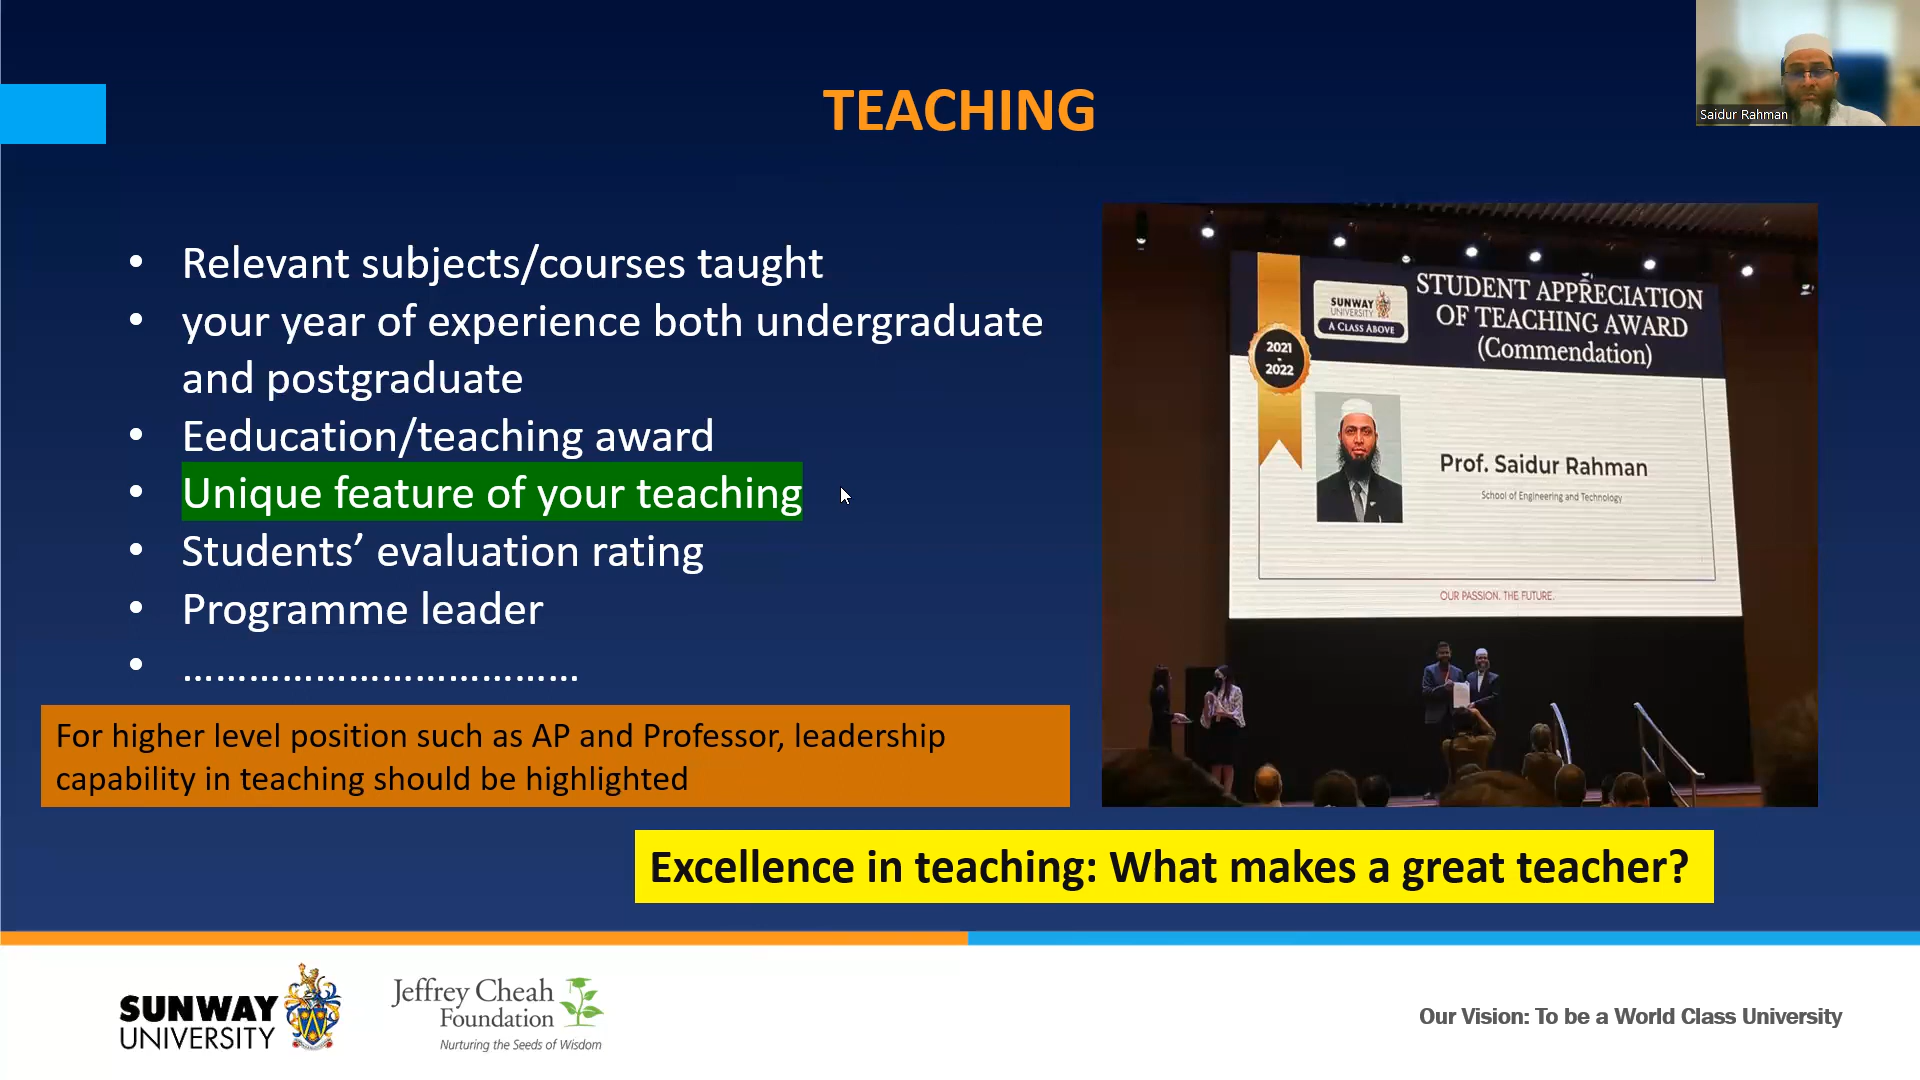 TEACHING
Saidur Rahman
• Relevant subjects/courses taught
• your year of experience both undergraduate
and postgraduate
• Eeducation/teaching award
• Unique feature of your teaching
• Students’ evaluation rating
• Programme leader
• ………………………………
For higher level position such as AP and Professor, leadership
capability in teaching should be highlighted
SUNWAY
UNIVERSITY
A CLASS ABOVE
STUDENT APPRECIATION
OF TEACHING AWARD
(Commendation)
2021
-
2022
Prof. Saidur Rahman
School of Engineering and Technology
OUR PASSION. THE FUTURE.
Excellence in teaching: What makes a great teacher?
SUNWAY
UNIVERSITY
Jeffrey Cheah
Foundation
Nurturing the Seeds of Wisdom
Our Vision: To be a World Class University